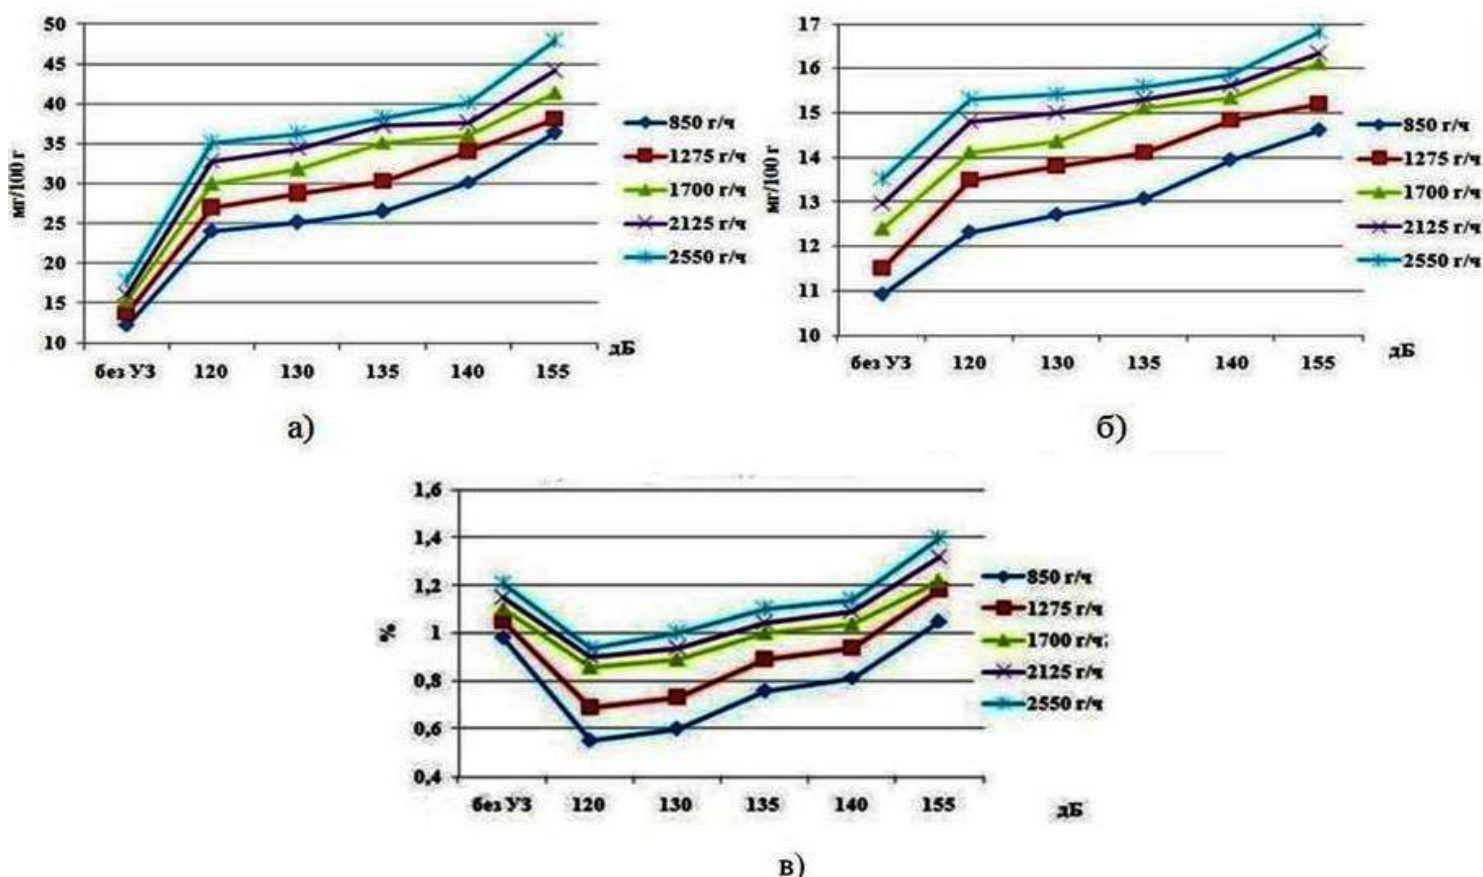 50
45
40
35
30
25
20
15
10
мг/100 г
без УЗ 120 130 135 140 155
дБ
850 г/ч
1275 г/ч
1700 г/ч
2125 г/ч
2550 г/ч
а)
17
16
15
14
13
12
11
10
мг/100 г
без УЗ 120 130 135 140 155
дБ
850 г/ч
1275 г/ч
1700 г/ч
2125 г/ч
2550 г/ч
б)
1,6
1,4
1,2
1
0,8
0,6
0,4
%
без УЗ 120 130 135 140 155
дБ
850 г/ч
1275 г/ч
1700 г/ч
2125 г/ч
2550 г/ч
в)